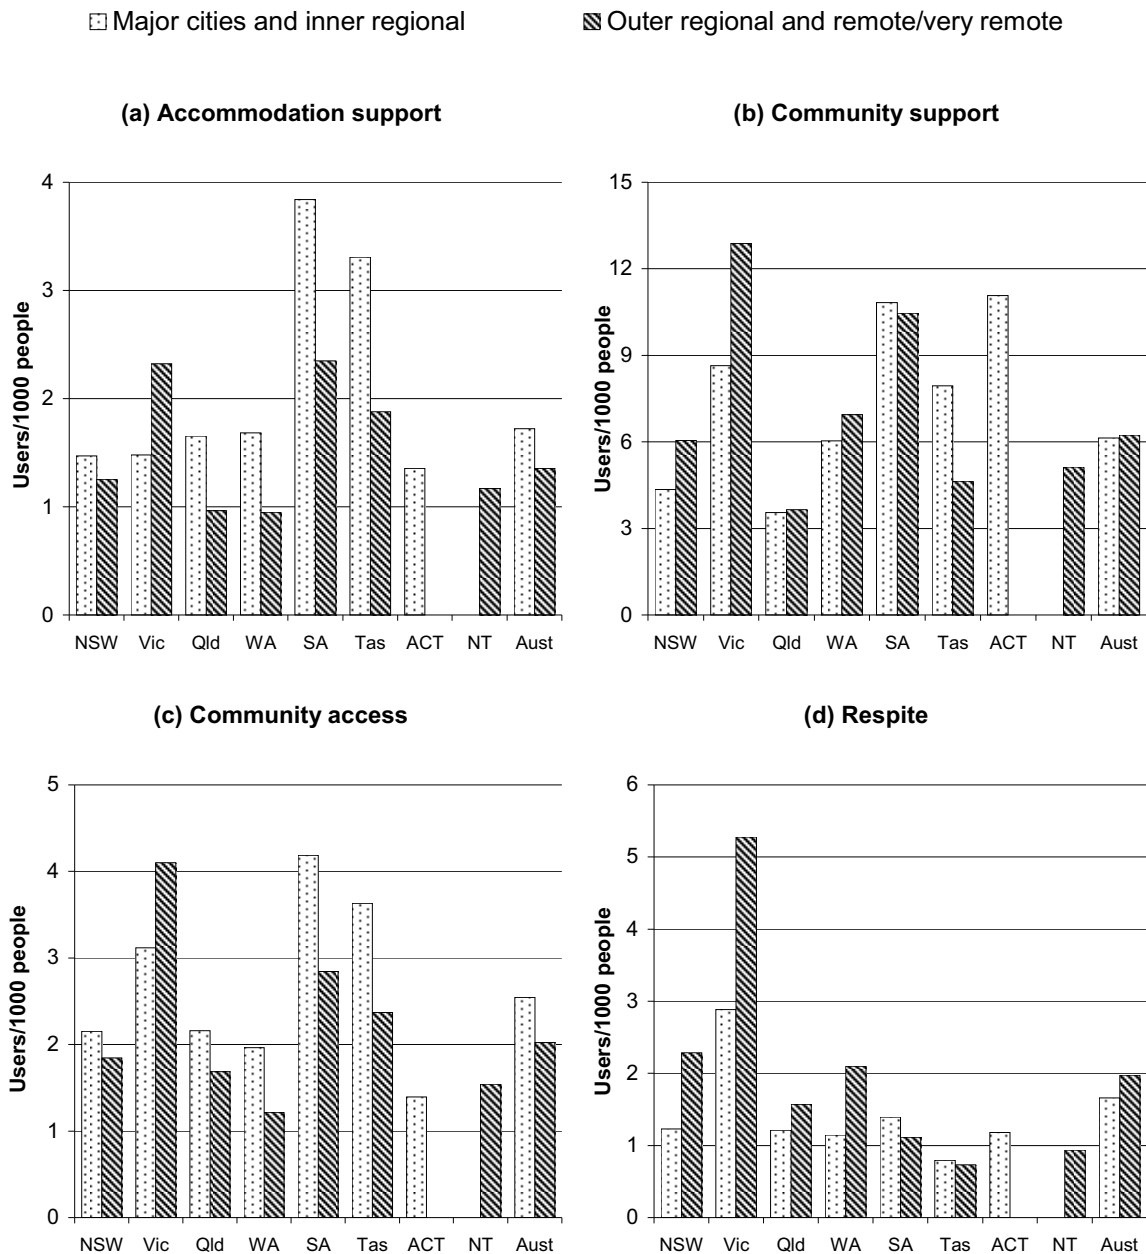 Major cities and inner regional
Outer regional and remote/very remote
(a) Accommodation support
4
3
2
1
0
Users/1000 people
NSW Vic Qld WA SA Tas ACT NT Aust
(b) Community support
15
12
9
6
3
0
Users/1000 people
NSW Vic Qld WA SA Tas ACT NT Aust
(c) Community access
5
4
3
2
1
0
Users/1000 people
NSW Vic Qld WA SA Tas ACT NT Aust
(d) Respite
6
5
4
3
2
1
0
Users/1000 people
NSW Vic Qld WA SA Tas ACT NT Aust